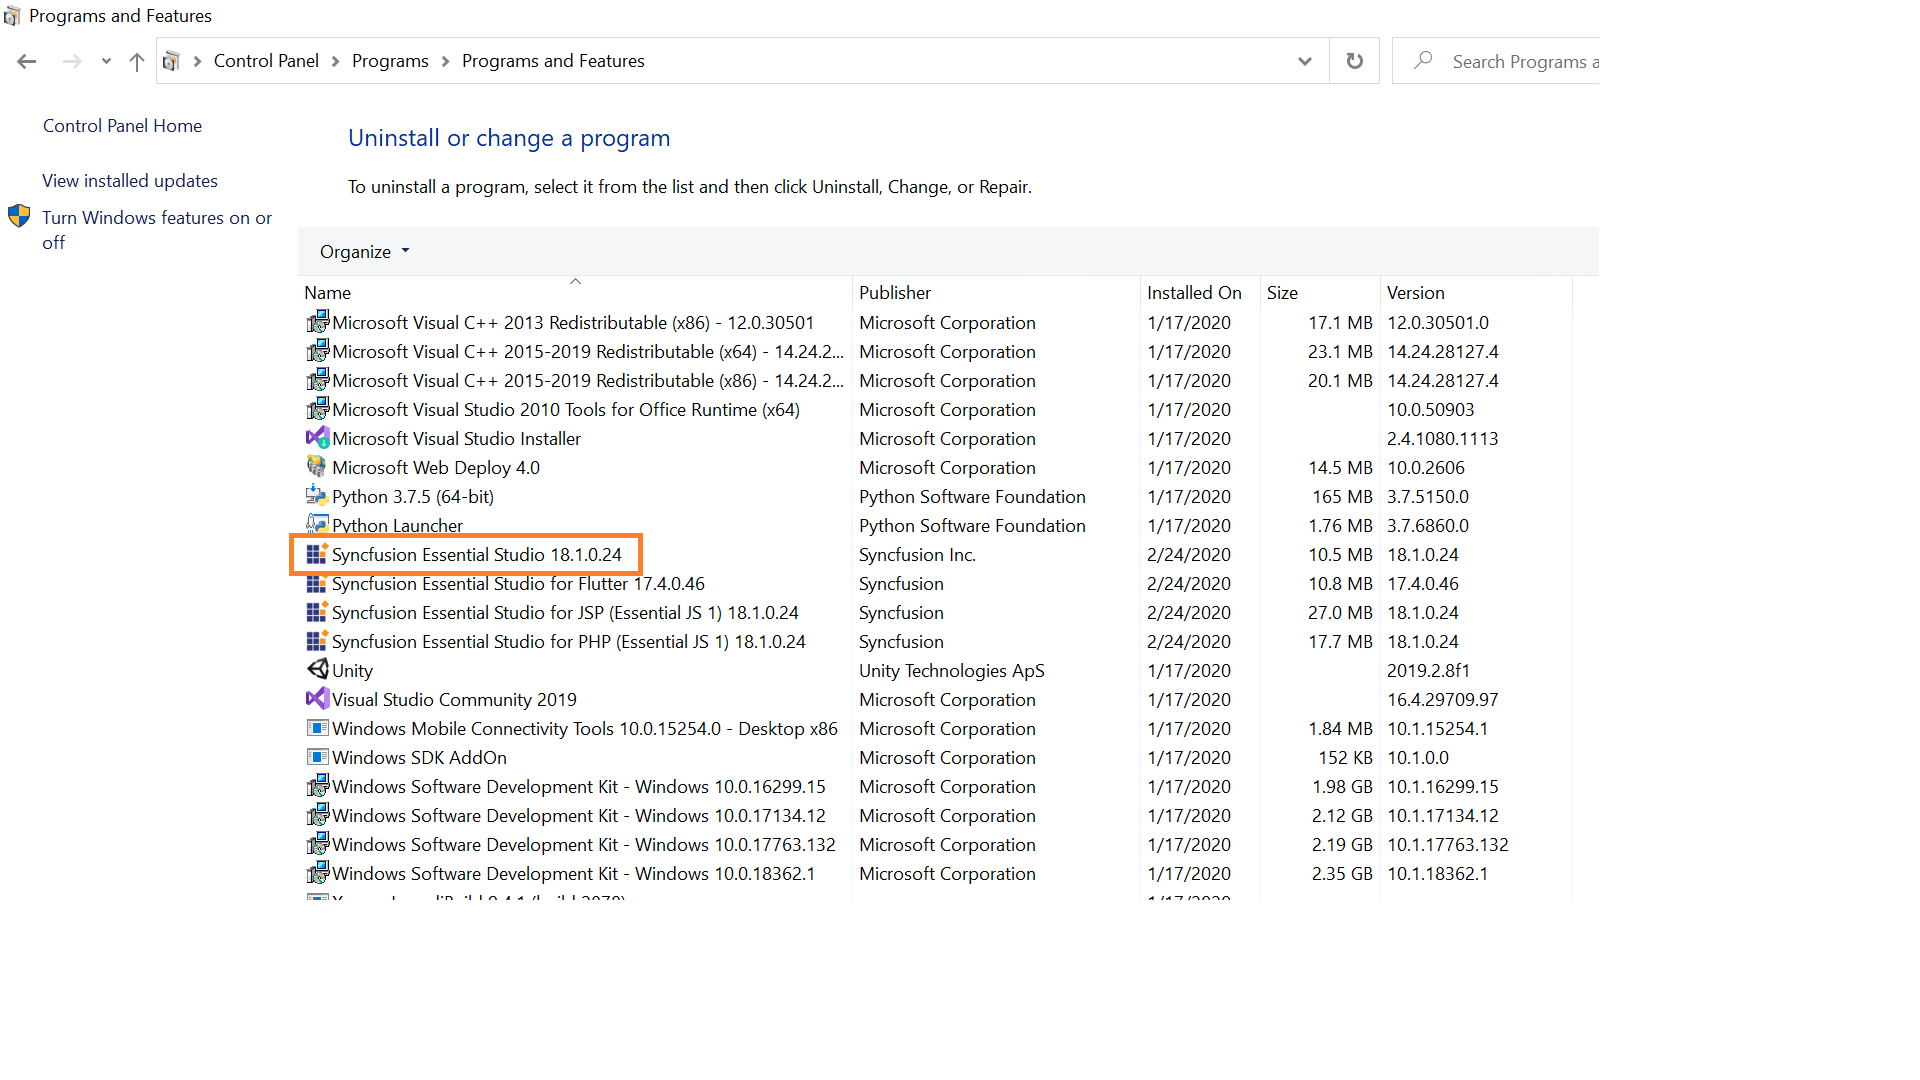 Programs and Features
Control Panel Programs Programs and Features
Search Programs a
Control Panel Home
View installed updates
Turn Windows features on or
off
Uninstall or change a program
To uninstall a program, select it from the list and then click Uninstall, Change, or Repair.
Organize
Name Publisher Installed On Size Version
Microsoft Visual C++ 2013 Redistributable (x86) - 12.0.30501 Microsoft Corporation 1/17/2020 17.1 MB 12.0.30501.0
Microsoft Visual C++ 2015-2019 Redistributable (x64) - 14.24.2... Microsoft Corporation 1/17/2020 23.1 MB 14.24.28127.4
Microsoft Visual C++ 2015-2019 Redistributable (x86) - 14.24.2... Microsoft Corporation 1/17/2020 20.1 MB 14.24.28127.4
Microsoft Visual Studio 2010 Tools for Office Runtime (x64) Microsoft Corporation 1/17/2020 10.0.50903
Microsoft Visual Studio Installer Microsoft Corporation 1/17/2020 2.4.1080.1113
Microsoft Web Deploy 4.0 Microsoft Corporation 1/17/2020 14.5 MB 10.0.2606
Python 3.7.5 (64-bit) Python Software Foundation 1/17/2020 165 MB 3.7.5150.0
Python Launcher Python Software Foundation 1/17/2020 1.76 MB 3.7.6860.0
Syncfusion Essential Studio 18.1.0.24 Syncfusion Inc. 2/24/2020 10.5 MB 18.1.0.24
Syncfusion Essential Studio for Flutter 17.4.0.46 Syncfusion 2/24/2020 10.8 MB 17.4.0.46
Syncfusion Essential Studio for JSP (Essential JS 1) 18.1.0.24 Syncfusion 2/24/2020 27.0 MB 18.1.0.24
Syncfusion Essential Studio for PHP (Essential JS 1) 18.1.0.24 Syncfusion 2/24/2020 17.7 MB 18.1.0.24
Unity Unity Technologies ApS 1/17/2020 2019.2.8f1
Visual Studio Community 2019 Microsoft Corporation 1/17/2020 16.4.29709.97
Windows Mobile Connectivity Tools 10.0.15254.0 - Desktop x86 Microsoft Corporation 1/17/2020 1.84 MB 10.1.15254.1
Windows SDK AddOn Microsoft Corporation 1/17/2020 152 KB 10.1.0.0
Windows Software Development Kit - Windows 10.0.16299.15 Microsoft Corporation 1/17/2020 1.98 GB 10.1.16299.15
Windows Software Development Kit - Windows 10.0.17134.12 Microsoft Corporation 1/17/2020 2.12 GB 10.1.17134.12
Windows Software Development Kit - Windows 10.0.17763.132 Microsoft Corporation 1/17/2020 2.19 GB 10.1.17763.132
Windows Software Development Kit - Windows 10.0.18362.1 Microsoft Corporation 1/17/2020 2.35 GB 10.1.18362.1